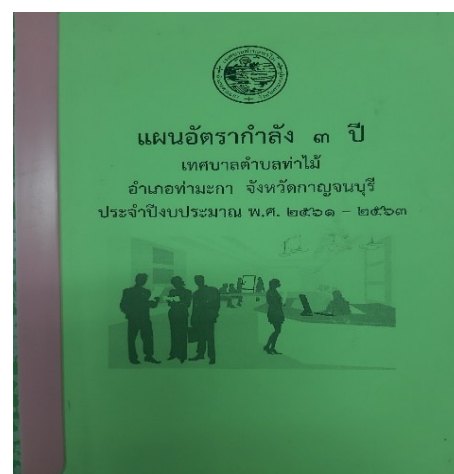 แผนอัตรากำลัง ๓ ปี
เทศบาลตำบลท่าไม้
อำเภอท่ามะกา จังหวัดกาญจนบุรี
ประจำปีงบประมาณ พ.ศ. ๒๕๖๑ - ๒๕๖๓